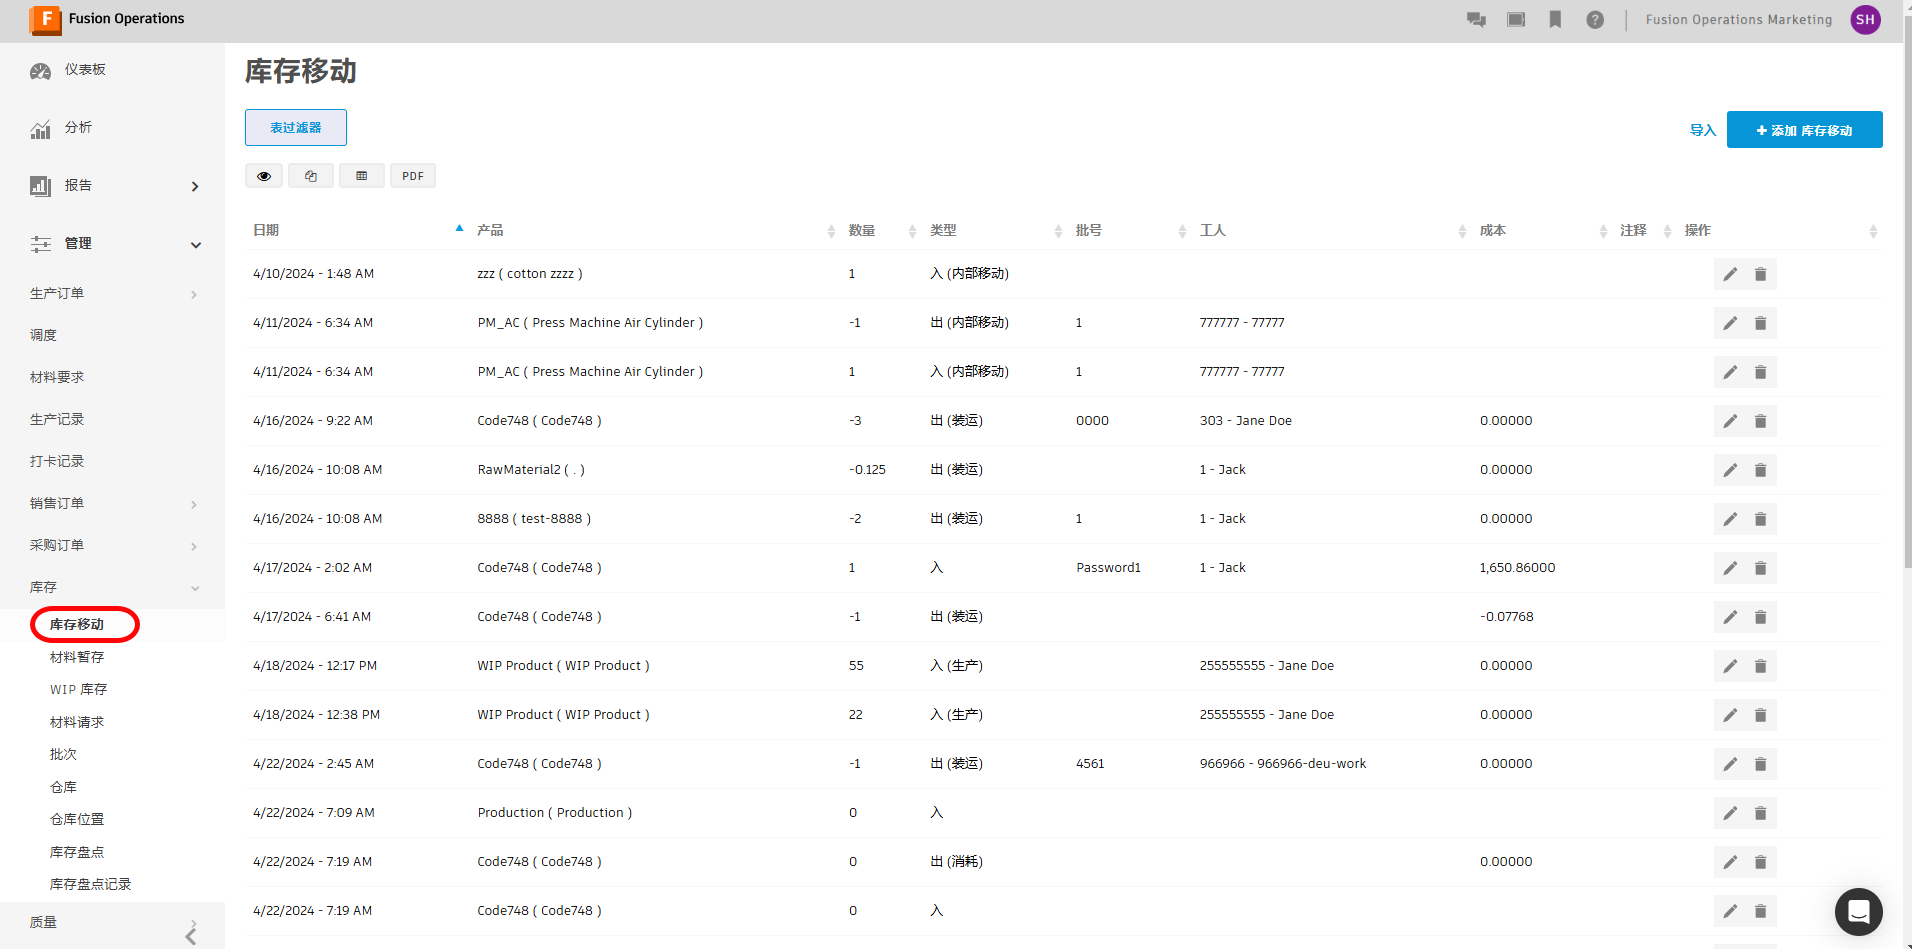 F Fusion Operations
Fusion Operations Marketing SH
仪表板
分析
报告
管理
生产订单
调度
材料要求
生产记录
打卡记录
销售订单
采购订单
库存
库存移动
材料暂存
WIP 库存
材料请求
批次
仓库
仓库位置
库存盘点
库存盘点记录
质量
库存移动
表过滤器
导入 + 添加 库存移动
PDF
日期 产品 数量 类型 批号 工人 成本 注释 操作
4/10/2024 - 1:48 AM zzz ( cotton zzzz ) 1 入 (内部移动)
4/11/2024 - 6:34 AM PM_AC ( Press Machine Air Cylinder ) -1 出 (内部移动) 1 777777 - 77777
4/11/2024 - 6:34 AM PM_AC ( Press Machine Air Cylinder ) 1 入 (内部移动) 1 777777 - 77777
4/16/2024 - 9:22 AM Code748 ( Code748 ) -3 出 (装运) 0000 303 - Jane Doe 0.00000
4/16/2024 - 10:08 AM RawMaterial2 ( . ) -0.125 出 (装运) 1 - Jack 0.00000
4/16/2024 - 10:08 AM 8888 ( test-8888 ) -2 出 (装运) 1 1 - Jack 0.00000
4/17/2024 - 2:02 AM Code748 ( Code748 ) 1 入 Password1 1 - Jack 1,650.86000
4/17/2024 - 6:41 AM Code748 ( Code748 ) -1 出 (装运) -0.07768
4/18/2024 - 12:17 PM WIP Product ( WIP Product ) 55 入 (生产) 255555555 - Jane Doe 0.00000
4/18/2024 - 12:38 PM WIP Product ( WIP Product ) 22 入 (生产) 255555555 - Jane Doe 0.00000
4/22/2024 - 2:45 AM Code748 ( Code748 ) -1 出 (装运) 4561 966966 - 966966-deu-work 0.00000
4/22/2024 - 7:09 AM Production ( Production ) 0 入
4/22/2024 - 7:19 AM Code748 ( Code748 ) 0 出 (消耗) 0.00000
4/22/2024 - 7:19 AM Code748 ( Code748 ) 0 入